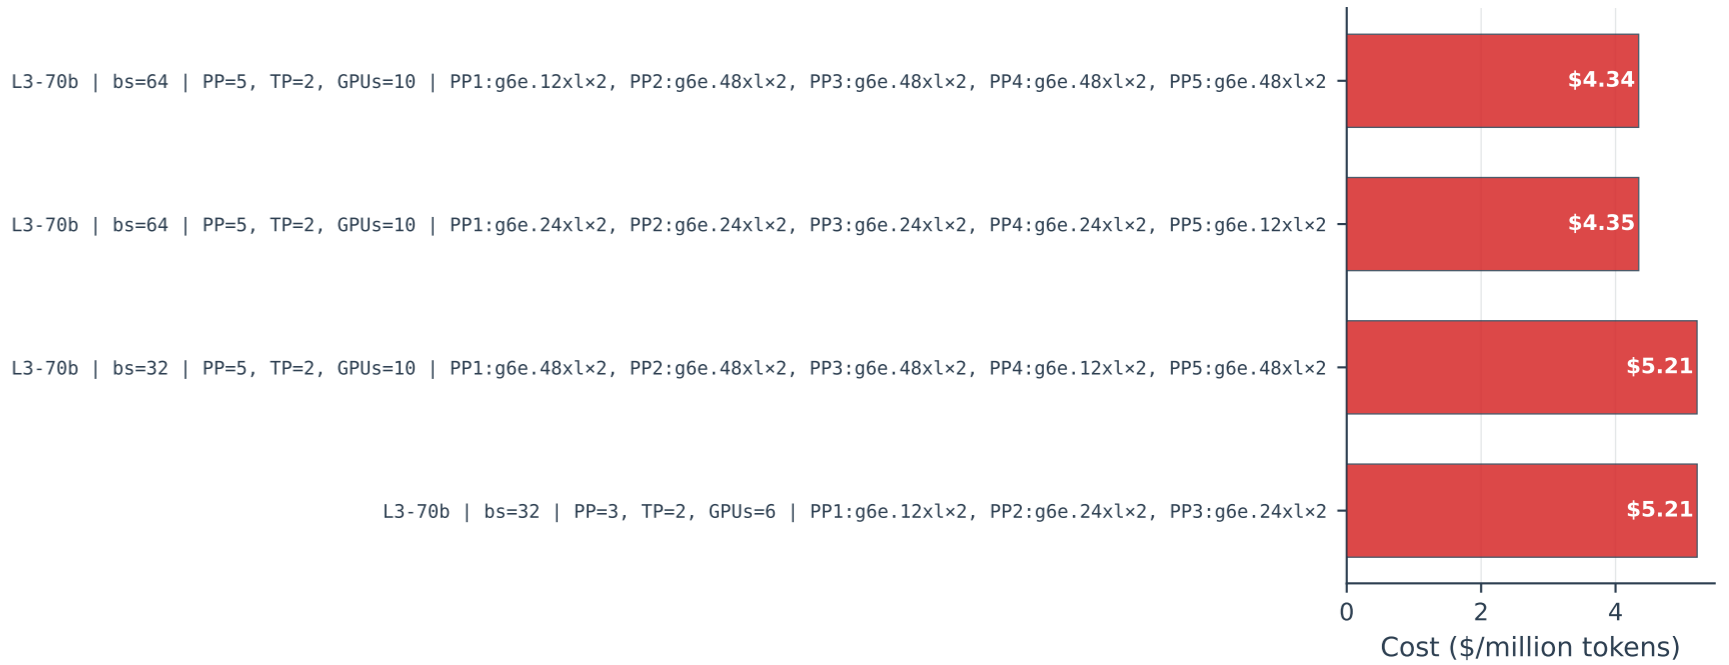 L3-70b | bs=64 | PP=5, TP=2, GPUs=10 | PP1:g6e.12xl×2, PP2:g6e.48xl×2, PP3:g6e.48xl×2, PP4:g6e.48xl×2, PP5:g6e.48xl×2
$4.34
L3-70b | bs=64 | PP=5, TP=2, GPUs=10 | PP1:g6e.24xl×2, PP2:g6e.24xl×2, PP3:g6e.24xl×2, PP4:g6e.24xl×2, PP5:g6e.12xl×2
$4.35
L3-70b | bs=32 | PP=5, TP=2, GPUs=10 | PP1:g6e.48xl×2, PP2:g6e.48xl×2, PP3:g6e.48xl×2, PP4:g6e.12xl×2, PP5:g6e.48xl×2
$5.21
L3-70b | bs=32 | PP=3, TP=2, GPUs=6 | PP1:g6e.12xl×2, PP2:g6e.24xl×2, PP3:g6e.24xl×2
$5.21
0 2 4
Cost ($/million tokens)